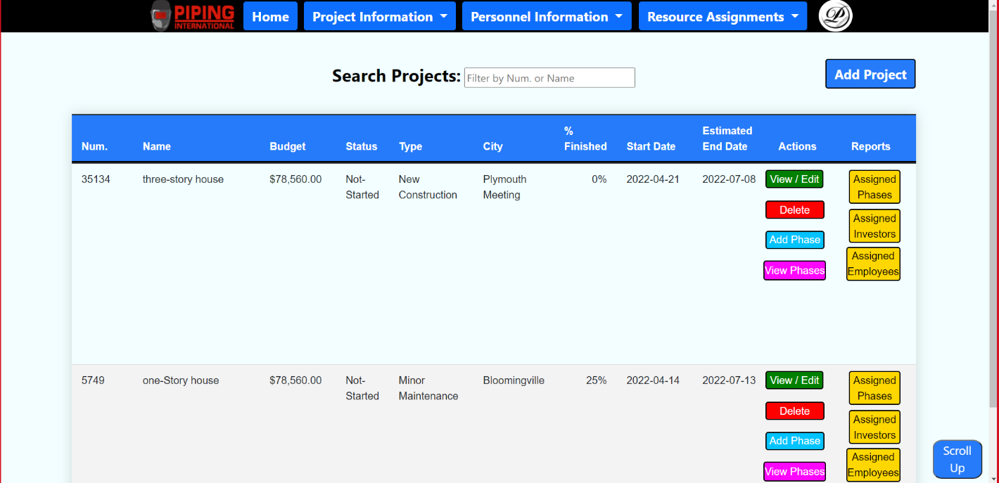 PIPING
INTERNATIONAL
Home
Project Information
Personnel Information
Resource Assignments
P
Search Projects: Filter by Num. or Name
Add Project
Num. Name Budget Status Type City % Finished Start Date Estimated End Date Actions Reports
35134 three-story house $78,560.00 Not- New Plymouth 0% 2022-04-21 2022-07-08 View / Edit Assigned
Started Construction Meeting Phases
Delete
Assigned
Investors
Add Phase
Assigned
View Phases Employees
5749 one-Story house $78,560.00 Not- Minor Bloomingville 25% 2022-04-14 2022-07-13 View / Edit Assigned
Started Maintenance Phases
Delete
Assigned
Investors
Add Phase
Assigned
View Phases Employees
Scroll
Up